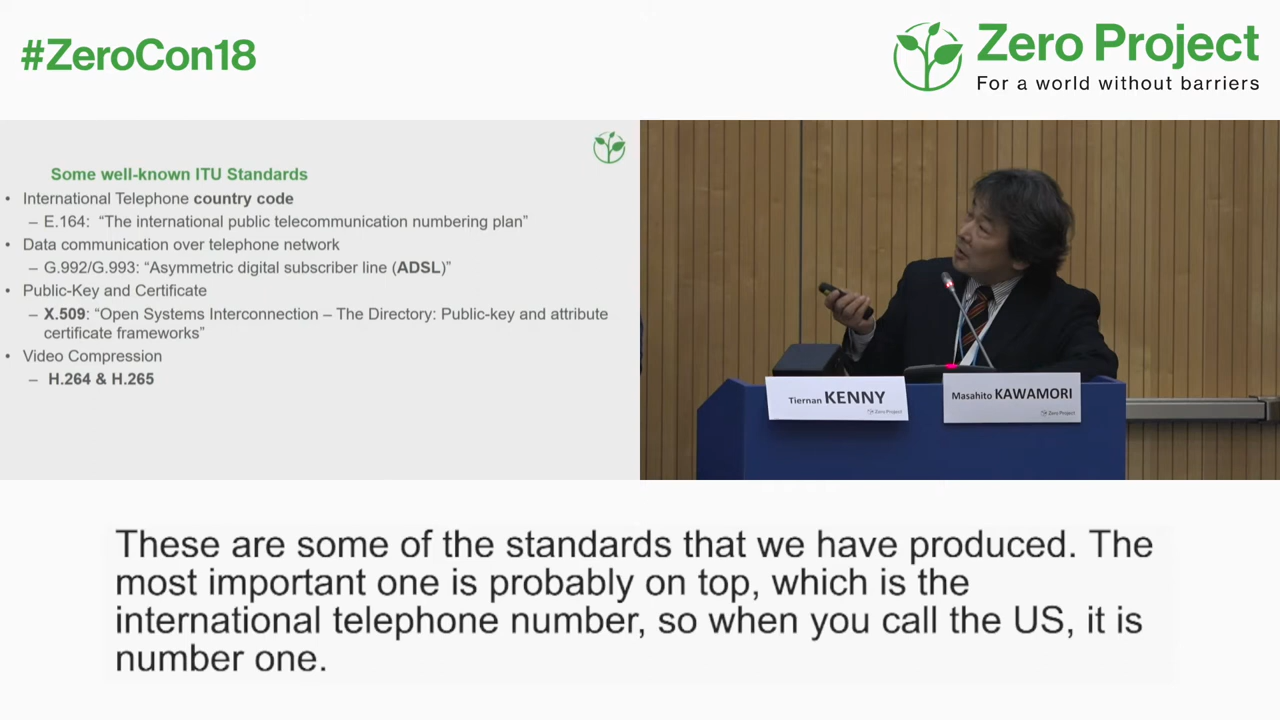 #ZeroCon18
Zero Project
For a world without barriers
Some well-known ITU Standards
• International Telephone country code
– E.164: “The international public telecommunication numbering plan”
• Data communication over telephone network
– G.992/G.993: “Asymmetric digital subscriber line (ADSL)”
• Public-Key and Certificate
– X.509: “Open Systems Interconnection – The Directory: Public-key and attribute
certificate frameworks”
• Video Compression
– H.264 & H.265
Tiernan KENNY
Zero Project
Masahito KAWAMORI
Zero Project
These are some of the standards that we have produced. The
most important one is probably on top, which is the
international telephone number, so when you call the US, it is
number one.